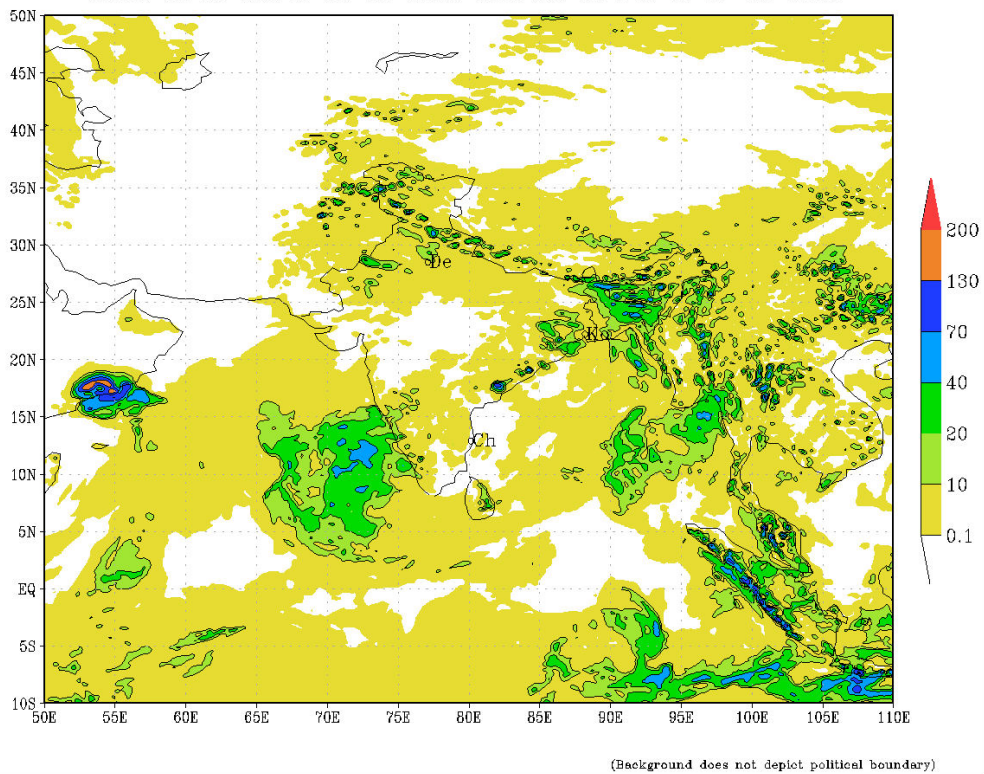 50N
45N
40N
35N
30N
25N
20N
15N
10N
5N
EQ
5S
10S
50E 55E 60E 65E 70E 75E 80E 85E 90E 95E 100E 105E 110E
De
Ko
Ch
200
130
70
40
20
10
0.1
(Background does not depict political boundary)